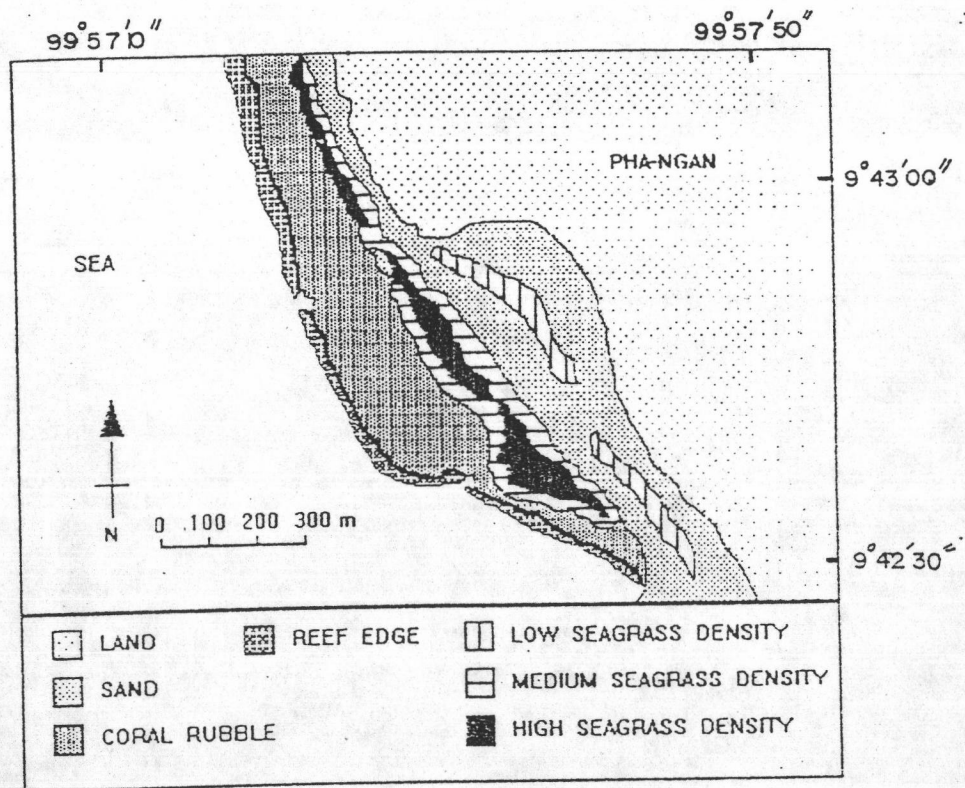 99°57'10"
99°57'50"
PHA-NGAN
9°43'00"
SEA
N
0 100 200 300 m
9°42'30"
LAND
REEF EDGE
LOW SEAGRASS DENSITY
SAND
MEDIUM SEAGRASS DENSITY
CORAL RUBBLE
HIGH SEAGRASS DENSITY